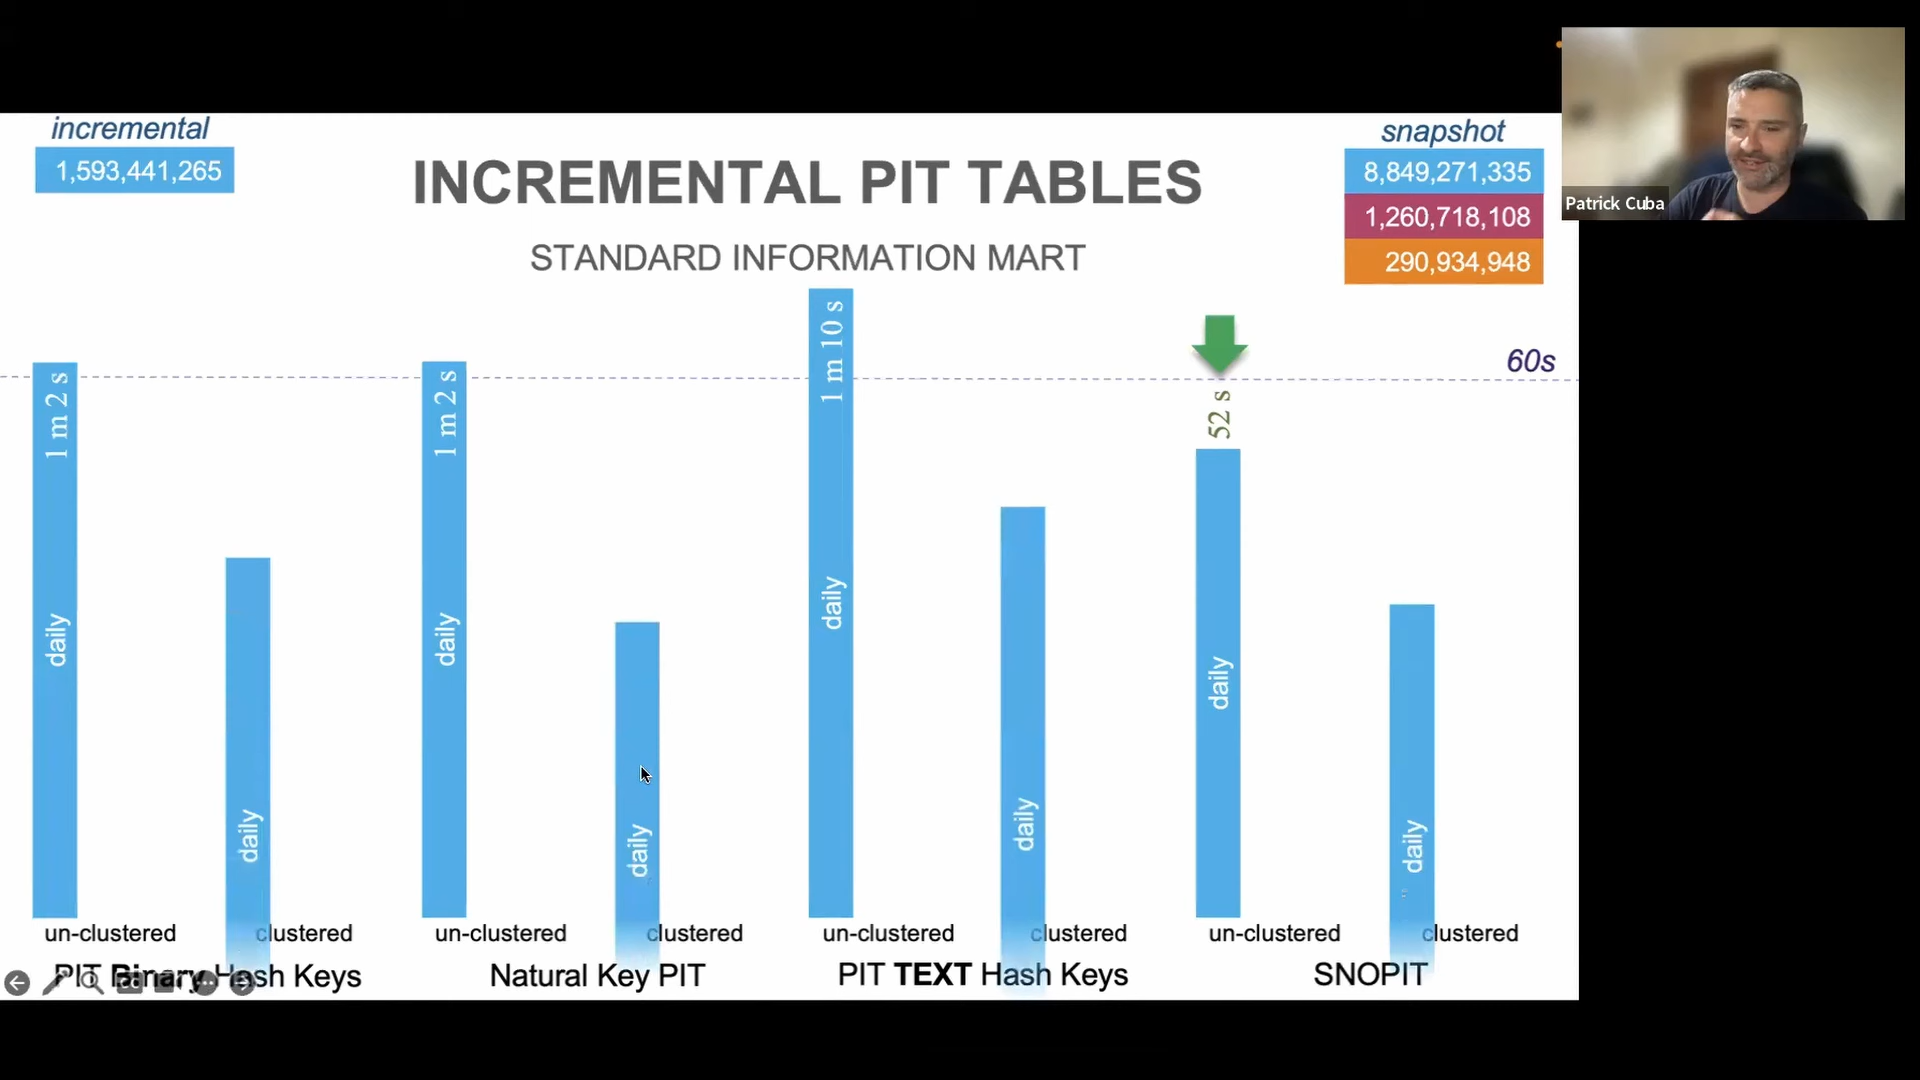 incremental
1,593,441,265
INCREMENTAL PIT TABLES
STANDARD INFORMATION MART
snapshot
8,849,271,335
1,260,718,108
290,934,948
Patrick Cuba
60s
1 m 2 s
1 m 2 s
1 m 10 s
52 s
daily
daily
daily
daily
daily
daily
daily
daily
un-clustered
clustered
un-clustered
clustered
un-clustered
clustered
un-clustered
clustered
PIT Binary Hash Keys
Natural Key PIT
PIT TEXT Hash Keys
SNOPIT